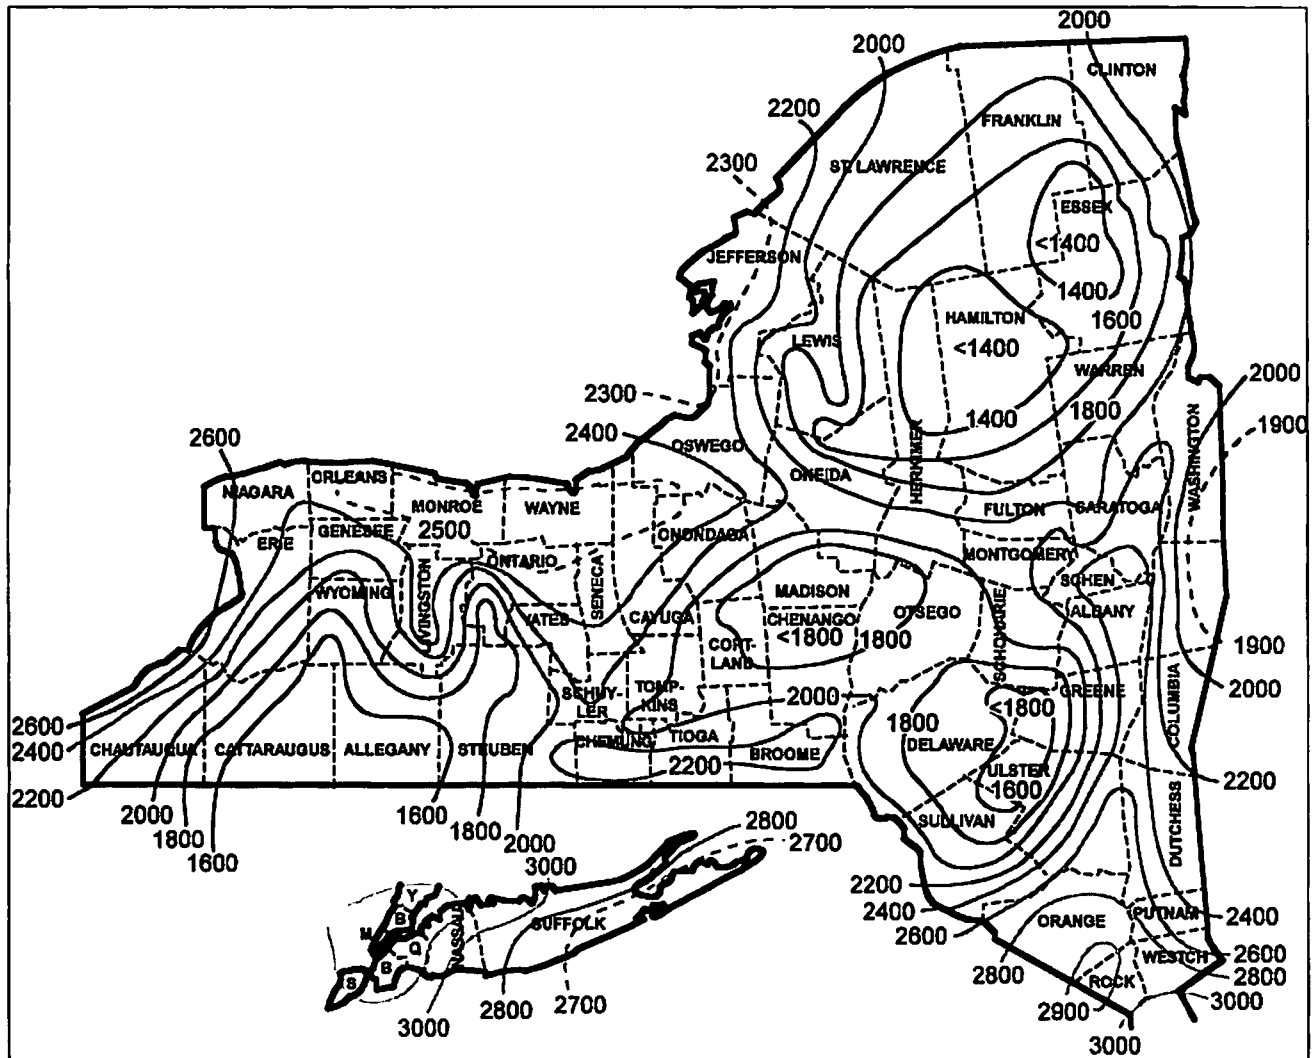 2000
2000
CLINTON
2200
FRANKLIN
2300
ST. LAWRENCE
ESSEX
<1400
JEFFERSON
1400
1600
HAMILTON
<1400
LEWIS
WARREN
2000
2300
1400
1800
1900
2600
2400
OSWEGO
HERKIMER
WASHINGTON
NIAGARA
ORLEANS
ONEIDA
MONROE
WAYNE
FULTON
SARATOGA
2500
GENESEE
ERIE
ONONDAGA
MONTGOMERY
ONTARIO
SENECA
SCHEN
WYOMING
LIVINGSTON
MADISON
OTSEGO
ALBANY
YATES
CAYUGA
CHENANGO
<1800
1800
SCHOHARIE
1900
CORT-
LAND
SCHUY-
LER
TOMP-
KINS
2000
GREENE
2000
COLUMBIA
<1800
1800
2600
2400
CHAUTAUQUA
CATTARAUGUS
ALLEGANY
STEUBEN
CHEMUNG
TIOGA
BROOME
DELAWARE
2200
ULSTER
1600
2200
2200
2000
1800
1600
1600
1800
2000
SULLIVAN
DUTCHESS
3000
2800
2700
2200
2400
2600
Y
B
M
Q
B
S
NASSAU
SUFFOLK
ORANGE
PUTNAM
2400
WESTCH
2600
2800
2800
ROCK
2900
3000
3000
2800
2700
3000